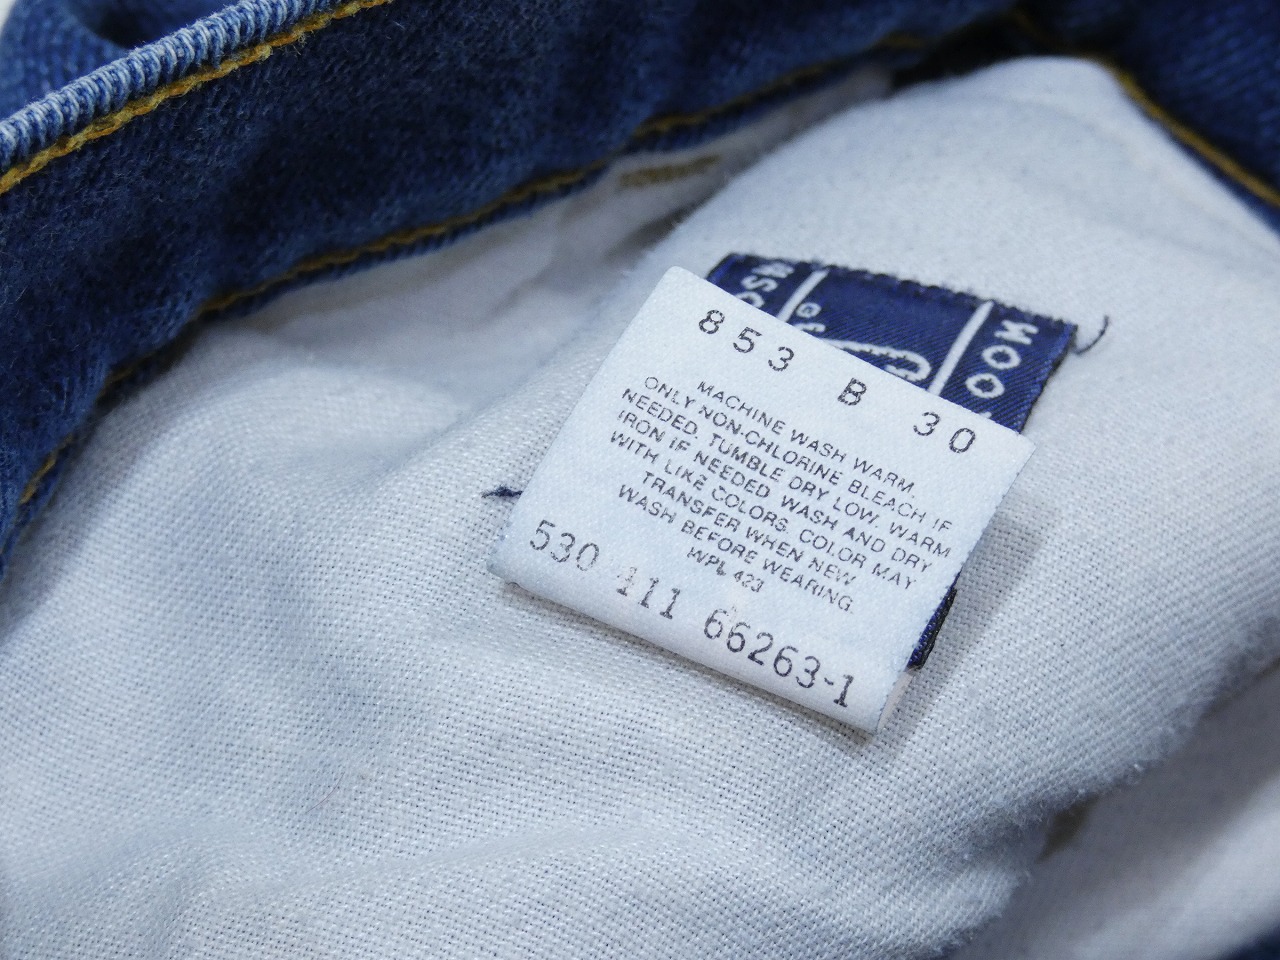 853 B 30
MACHINE WASH WARM.
ONLY NON-CHLORINE BLEACH IF
NEEDED. TUMBLE DRY LOW. WARM
IRON IF NEEDED. WASH AND DRY
WITH LIKE COLORS. COLOR MAY
TRANSFER WHEN NEW.
WASH BEFORE WEARING.
WPL 423
530 111 66263-1